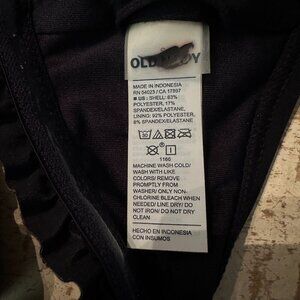 OLD NAVY
MADE IN INDONESIA
RN 54023 / CA 17897
US : SHELL: 83%
POLYESTER, 17%
SPANDEX/ELASTANE,
LINING: 92% POLYESTER,
8% SPANDEX/ELASTANE
1166
MACHINE WASH COLD/
WASH WITH LIKE
COLORS/ REMOVE
PROMPTLY FROM
WASHER/ ONLY NON-
CHLORINE BLEACH WHEN
NEEDED/ LINE DRY/ DO
NOT IRON/ DO NOT DRY
CLEAN
HECHO EN INDONESIA
CON INSUMOS